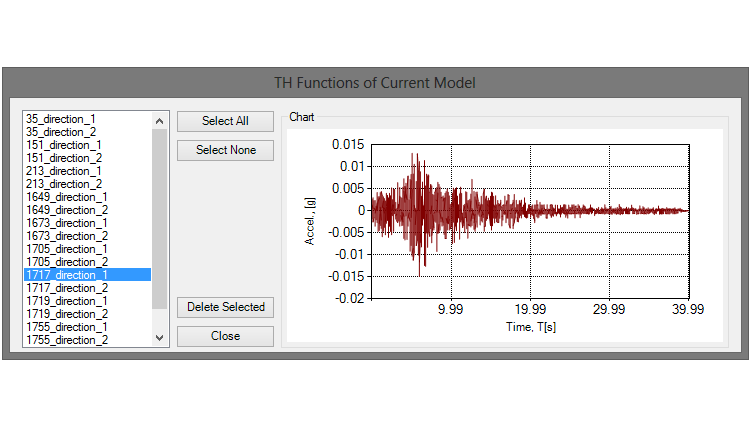 TH Functions of Current Model
35_direction_1
35_direction_2
151_direction_1
151_direction_2
213_direction_1
213_direction_2
1649_direction_1
1649_direction_2
1673_direction_1
1673_direction_2
1705_direction_1
1705_direction_2
1717_direction_1
1717_direction_2
1719_direction_1
1719_direction_2
1755_direction_1
1755_direction_2
Select All
Select None
Delete Selected
Close
Chart
0.015
0.01
0.005
0
-0.005
-0.01
-0.015
-0.02
Accel., [g]
9.99 19.99 29.99 39.99
Time, T[s]